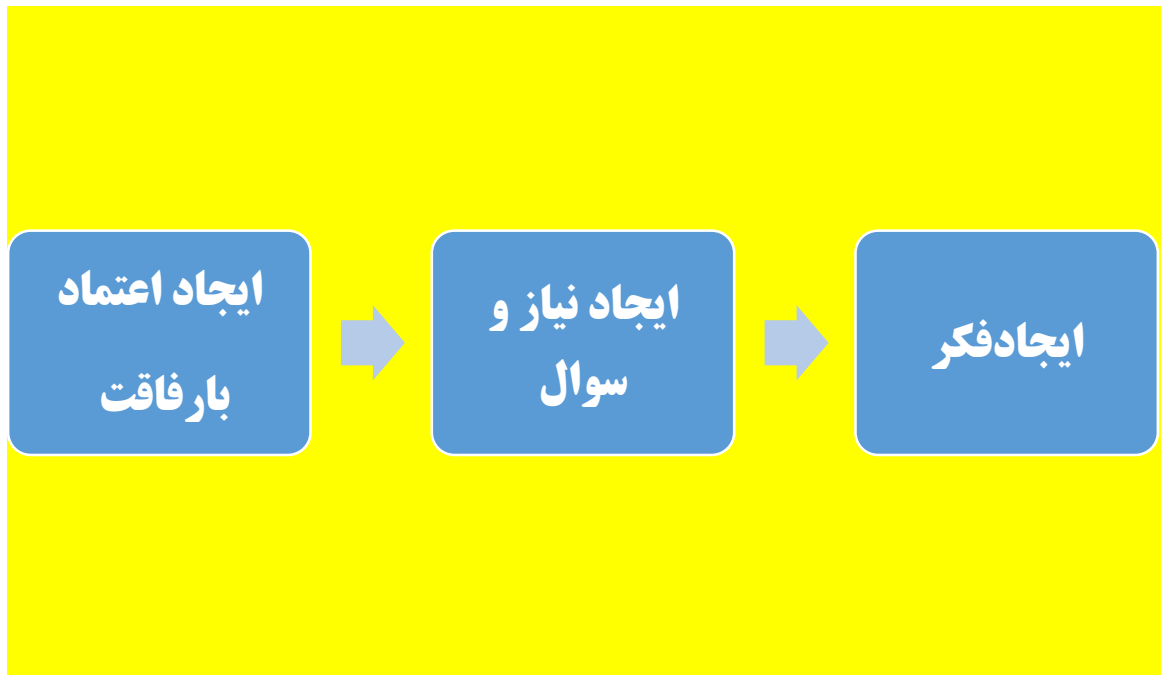 ایجاد اعتماد
بارفاقت
ایجاد نیاز و
سوال
ایجادفکر